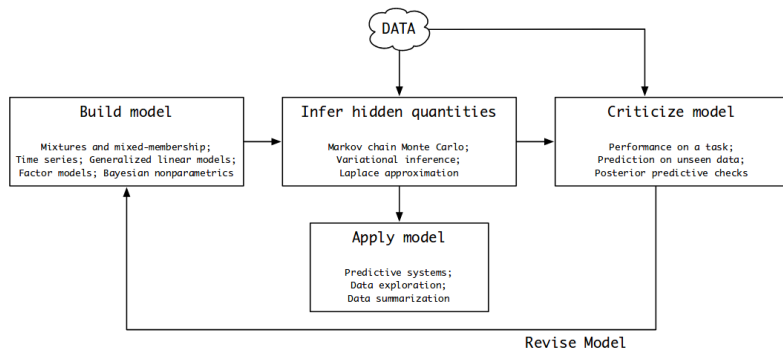 DATA
Build model
Mixtures and mixed-membership;
Time series; Generalized linear models;
Factor models; Bayesian nonparametrics
Infer hidden quantities
Markov chain Monte Carlo;
Variational inference;
Laplace approximation
Criticize model
Performance on a task;
Prediction on unseen data;
Posterior predictive checks
Apply model
Predictive systems;
Data exploration;
Data summarization
Revise Model